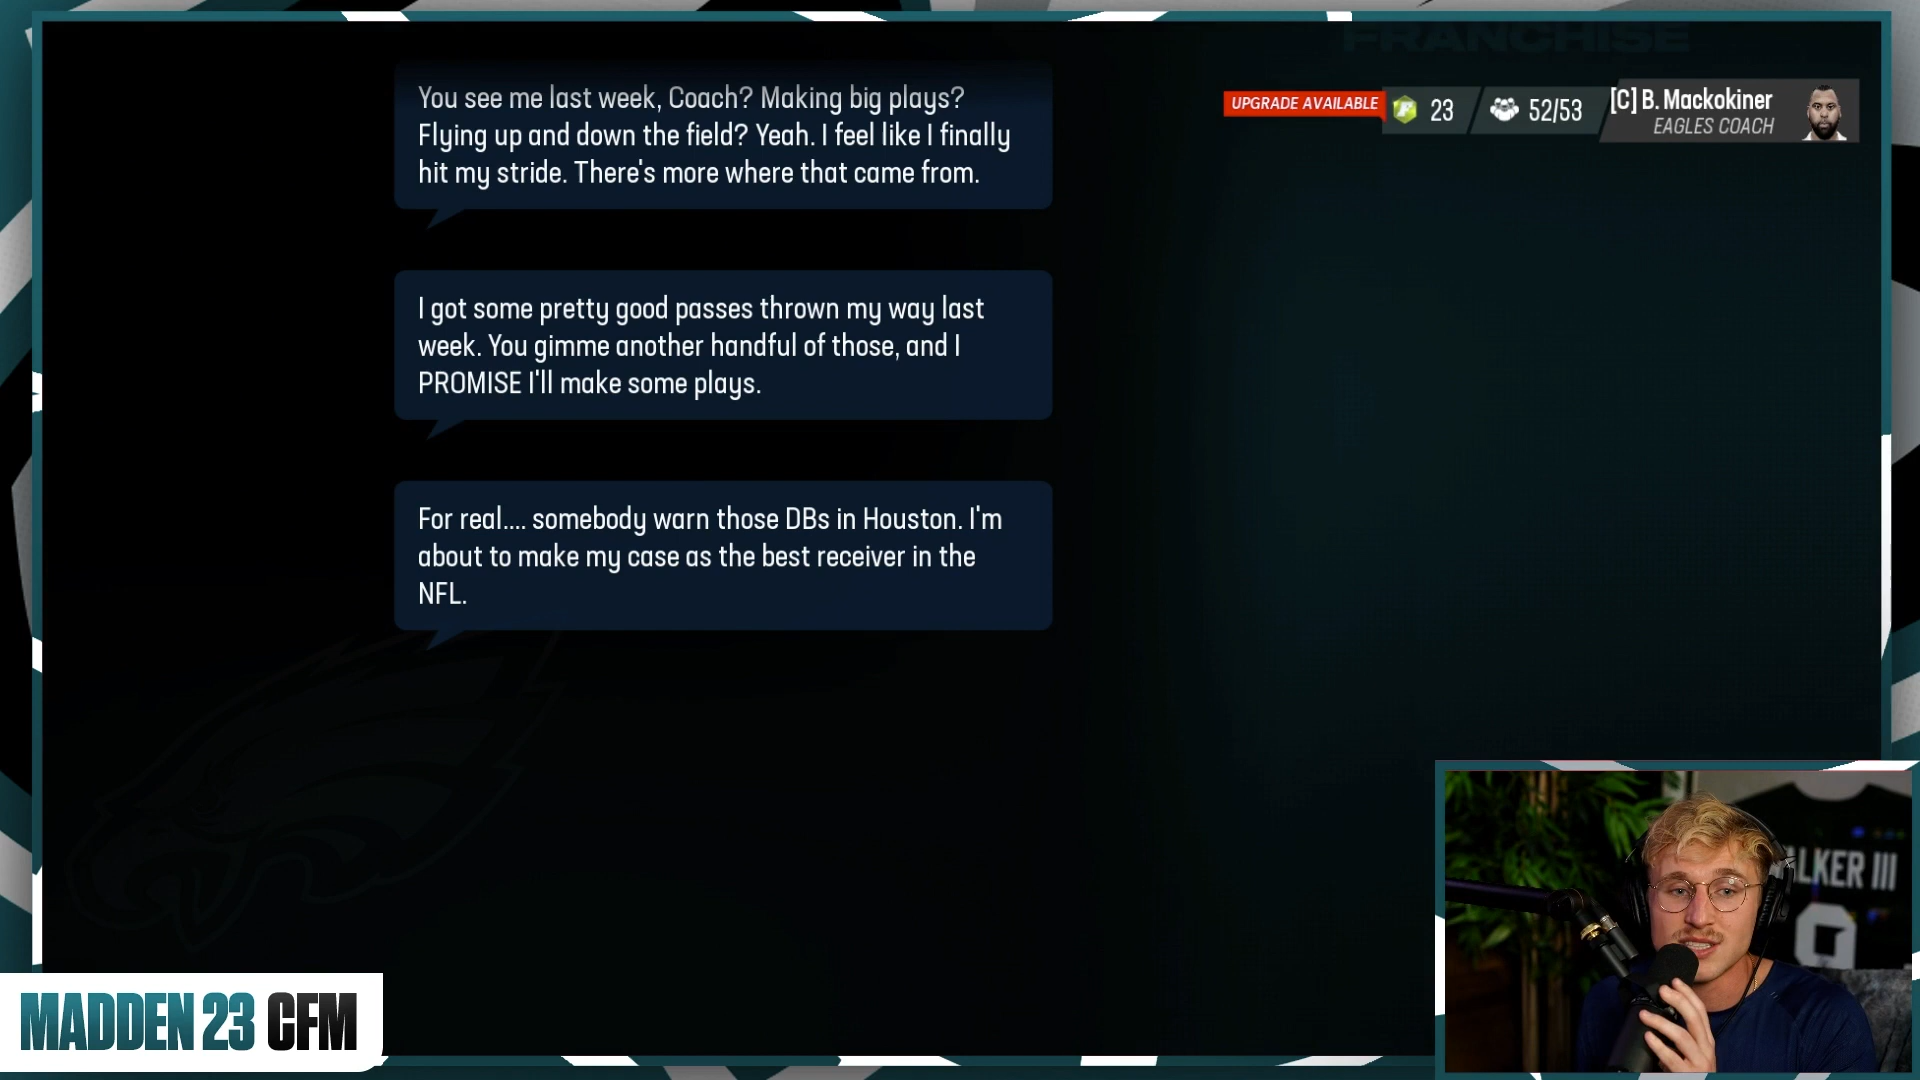 FRANCHISE
You see me last week, Coach? Making big plays?
Flying up and down the field? Yeah. I feel like I finally
hit my stride. There's more where that came from.
UPGRADE AVAILABLE
23
52/53
[C] B. Mackokiner
EAGLES COACH
I got some pretty good passes thrown my way last
week. You gimme another handful of those, and I
PROMISE I'll make some plays.
For real.... somebody warn those DBs in Houston. I'm
about to make my case as the best receiver in the
NFL.
LKER III
9
MADDEN 23 CFM